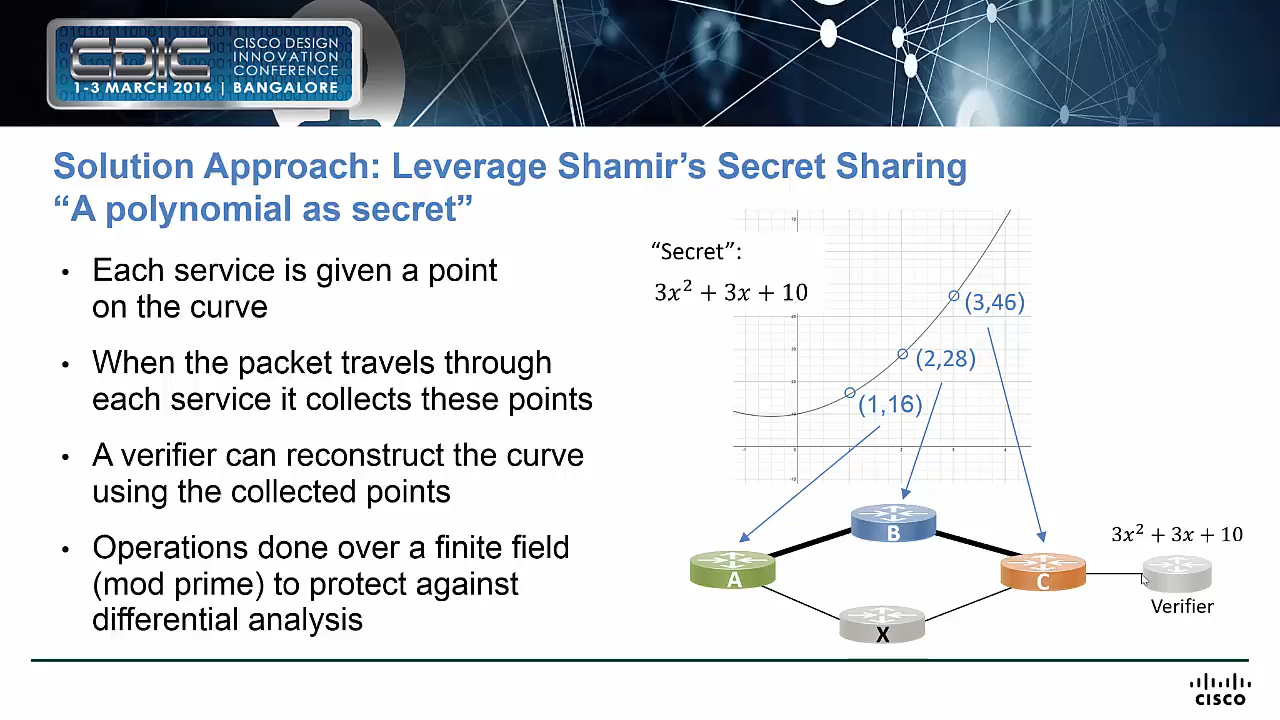 CDIC
CISCO DESIGN
INNOVATION
CONFERENCE
1-3 MARCH 2016 | BANGALORE
Solution Approach: Leverage Shamir’s Secret Sharing
“A polynomial as secret”
• Each service is given a point
on the curve
• When the packet travels through
each service it collects these points
• A verifier can reconstruct the curve
using the collected points
• Operations done over a finite field
(mod prime) to protect against
differential analysis
“Secret”:
3x² + 3x + 10
(3,46)
(2,28)
(1,16)
B
A
C
X
3x² + 3x + 10
Verifier
CISCO